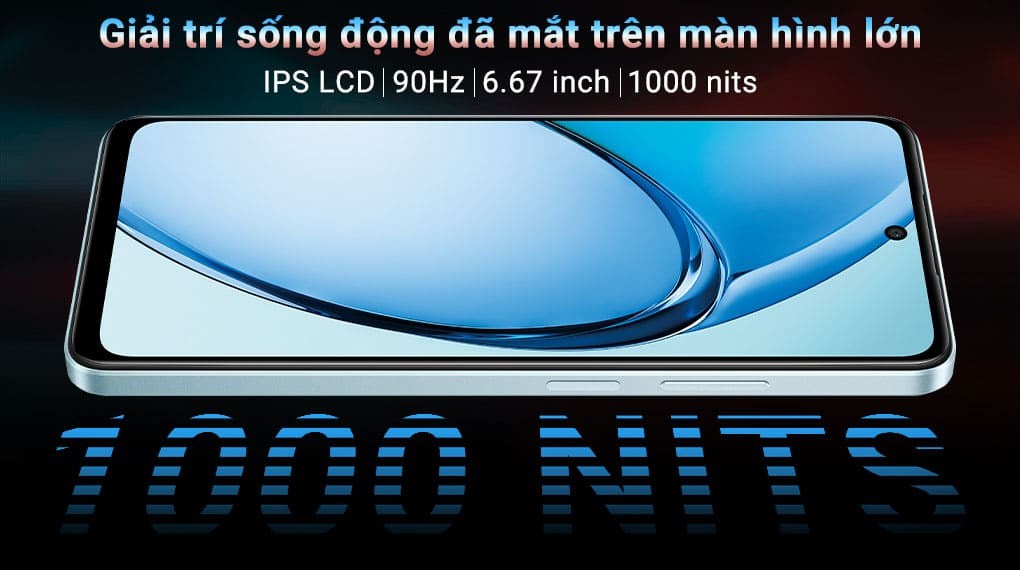 Giải trí sống động đã mắt trên màn hình lớn
IPS LCD | 90Hz | 6.67 inch | 1000 nits
1000 NITS